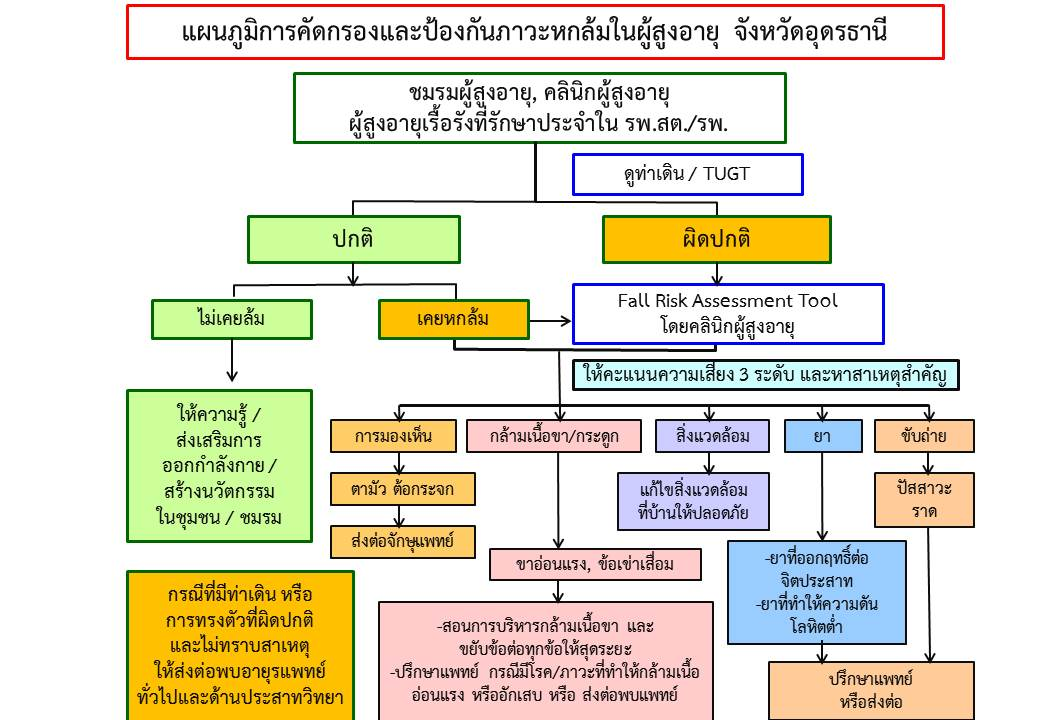 แผนภูมิการคัดกรองและป้องกันภาวะหกล้มในผู้สูงอายุ จังหวัดอุดรธานี
ชมรมผู้สูงอายุ, คลินิกผู้สูงอายุ
ผู้สูงอายุเรื้อรังที่รักษาประจำใน รพ.สต./รพ.
ดูท่าเดิน / TUGT
ปกติ
ผิดปกติ
ไม่เคยล้ม
เคยหกล้ม
Fall Risk Assessment Tool
โดยคลินิกผู้สูงอายุ
ให้คะแนนความเสี่ยง 3 ระดับ และหาสาเหตุสำคัญ
ให้ความรู้ /
ส่งเสริมการ
ออกกำลังกาย /
สร้างนวัตกรรม
ในชุมชน / ชมรม
การมองเห็น
กล้ามเนื้อขา/กระดูก
สิ่งแวดล้อม
ยา
ขับถ่าย
ตามัว ต้อกระจก
แก้ไขสิ่งแวดล้อม
ที่บ้านให้ปลอดภัย
ปัสสาวะ
ราด
ส่งต่อจักษุแพทย์
ขาอ่อนแรง, ข้อเข่าเสื่อม
-ยาที่ออกฤทธิ์ต่อ
จิตประสาท
-ยาที่ทำให้ความดัน
โลหิตต่ำ
กรณีที่มีท่าเดิน หรือ
การทรงตัวที่ผิดปกติ
และไม่ทราบสาเหตุ
ให้ส่งต่อพบอายุรแพทย์
ทั่วไปและด้านประสาทวิทยา
-สอนการบริหารกล้ามเนื้อขา และ
ขยับข้อต่อทุกข้อให้สุดระยะ
-ปรึกษาแพทย์ กรณีมีโรค/ภาวะที่ทำให้กล้ามเนื้อ
อ่อนแรง หรืออักเสบ หรือ ส่งต่อพบแพทย์
ปรึกษาแพทย์
หรือส่งต่อ